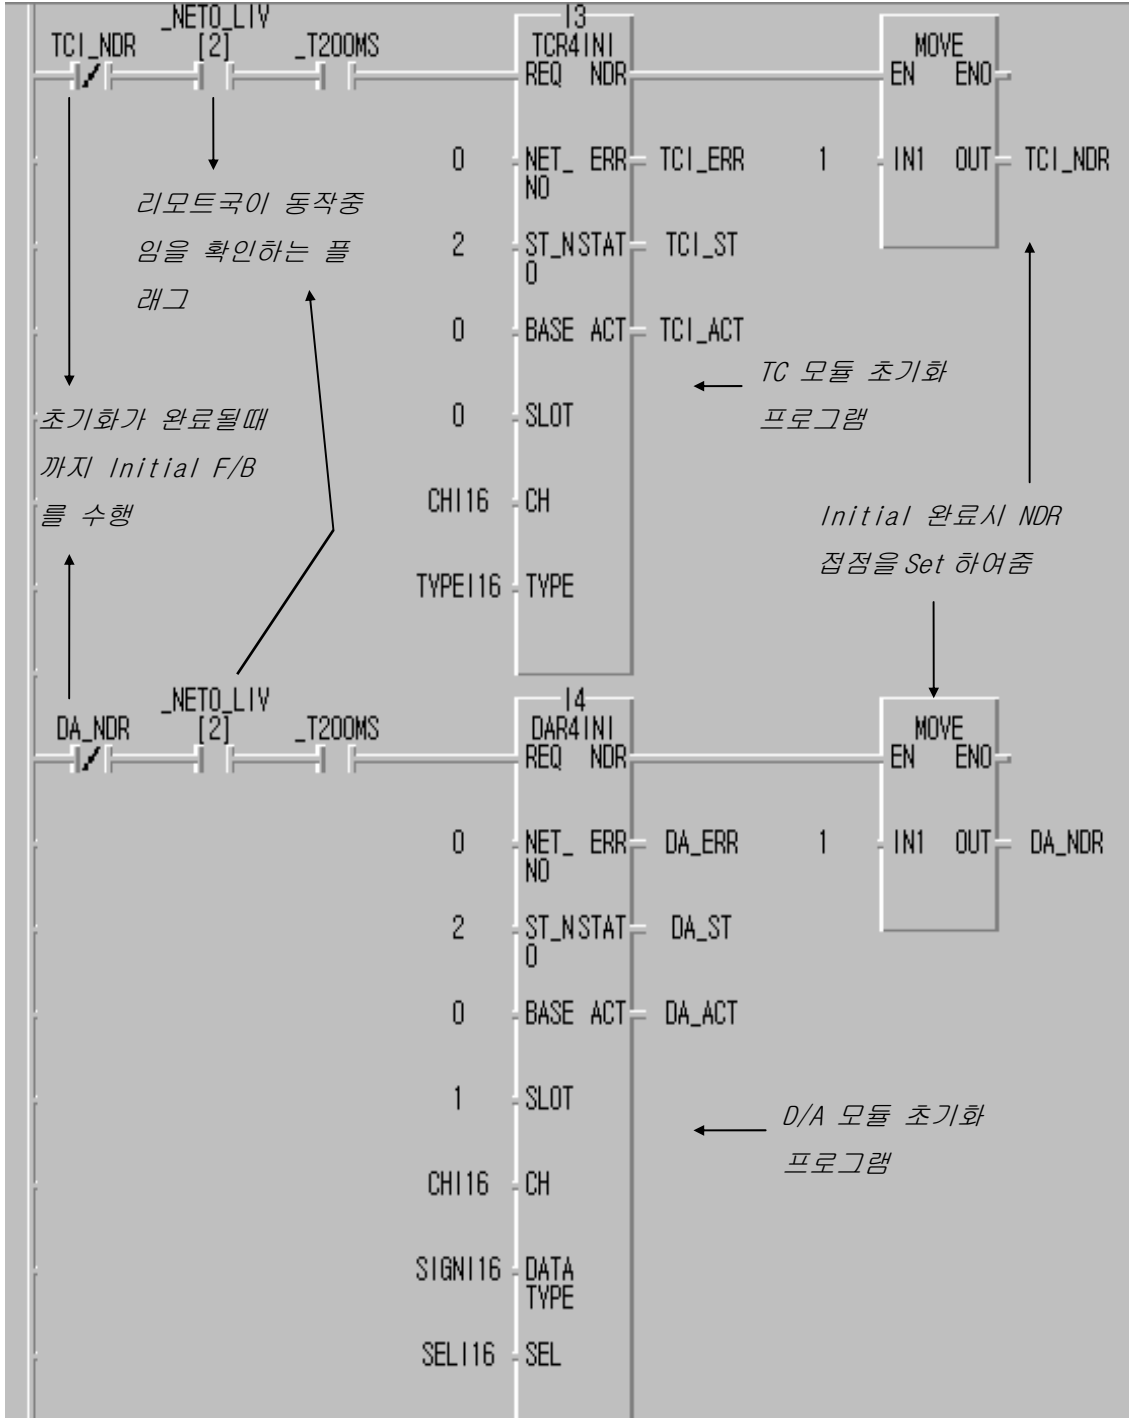 _NET0_LIV
I3
TCI_NDR
[2]
_T200MS
TCR4INI
MOVE
REQ NDR
EN ENO
0
NET_ ERR
NO
TCI_ERR
1
IN1 OUT
TCI_NDR
리모트국이 동작중
임을 확인하는 플
래그
2
ST_NSTAT
O
TCI_ST
0
BASE ACT
TCI_ACT
TC 모듈 초기화
프로그램
초기화가 완료될때
까지 Initial F/B
를 수행
0
SLOT
CHI16
CH
Initial 완료시 NDR
접점을 Set 하여줌
TYPEI16
TYPE
_NET0_LIV
I4
DA_NDR
[2]
_T200MS
DAR4INI
MOVE
REQ NDR
EN ENO
0
NET_ ERR
NO
DA_ERR
1
IN1 OUT
DA_NDR
2
ST_NSTAT
O
DA_ST
0
BASE ACT
DA_ACT
1
SLOT
D/A 모듈 초기화
프로그램
CHI16
CH
SIGNI16
DATA
TYPE
SELI16
SEL